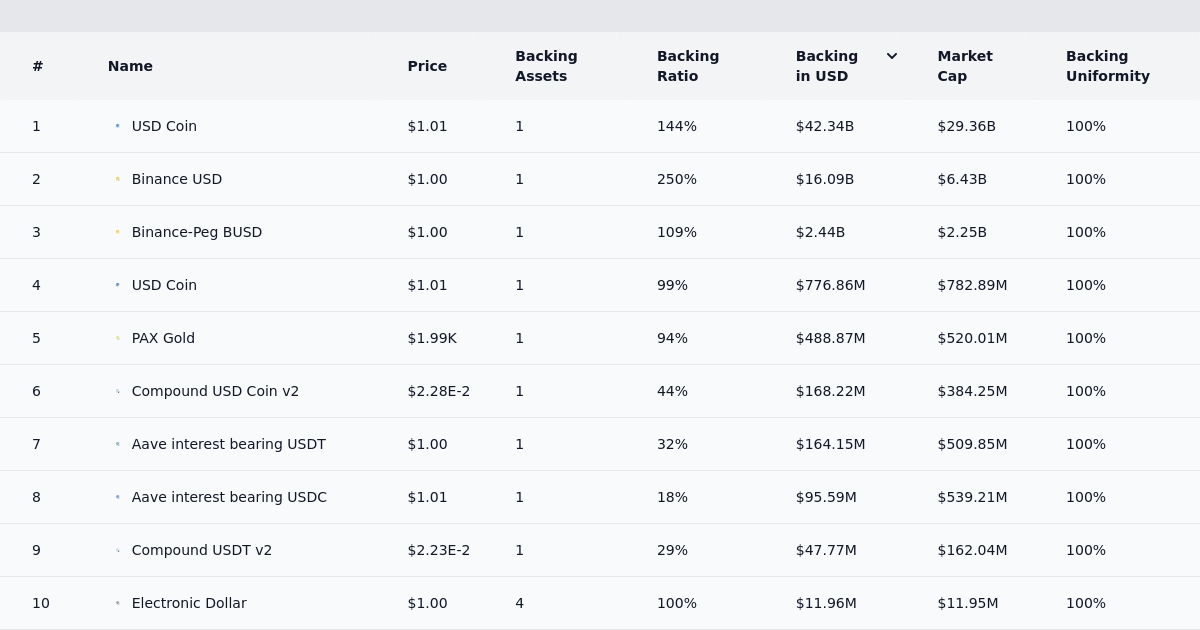 # Name Price Backing Assets Backing Ratio Backing in USD Market Cap Backing Uniformity
1 USD Coin $1.01 1 144% $42.34B $29.36B 100%
2 Binance USD $1.00 1 250% $16.09B $6.43B 100%
3 Binance-Peg BUSD $1.00 1 109% $2.44B $2.25B 100%
4 USD Coin $1.01 1 99% $776.86M $782.89M 100%
5 PAX Gold $1.99K 1 94% $488.87M $520.01M 100%
6 Compound USD Coin v2 $2.28E-2 1 44% $168.22M $384.25M 100%
7 Aave interest bearing USDT $1.00 1 32% $164.15M $509.85M 100%
8 Aave interest bearing USDC $1.01 1 18% $95.59M $539.21M 100%
9 Compound USDT v2 $2.23E-2 1 29% $47.77M $162.04M 100%
10 Electronic Dollar $1.00 4 100% $11.96M $11.95M 100%